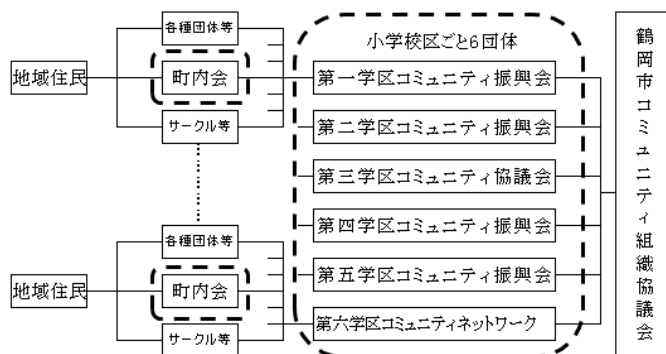 各種団体等
小学校区ごと6団体
地域住民
町内会
第一学区コミュニティ振興会
サークル等
第二学区コミュニティ振興会
第三学区コミュニティ協議会
第四学区コミュニティ振興会
各種団体等
地域住民
町内会
第五学区コミュニティ振興会
サークル等
第六学区コミュニティネットワーク
鶴岡市コミュニティ組織協議会